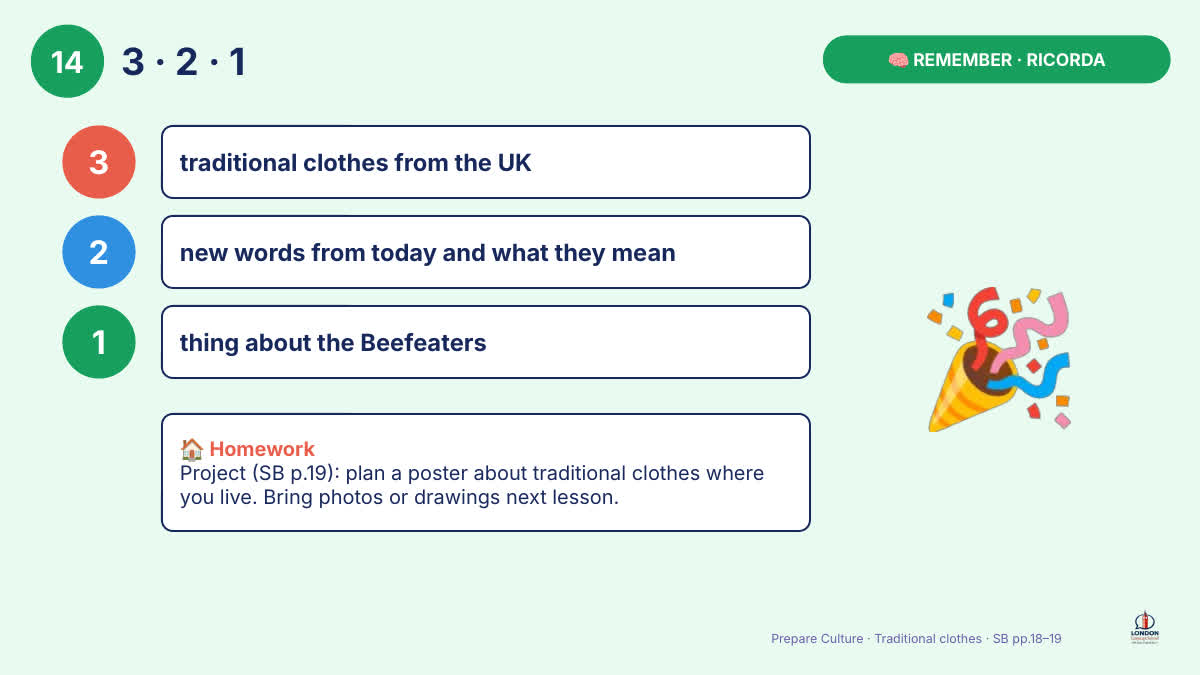 14
3 · 2 · 1
🧠 REMEMBER · RICORDA
3
traditional clothes from the UK
2
new words from today and what they mean
1
thing about the Beefeaters
🏠 Homework
Project (SB p.19): plan a poster about traditional clothes where
you live. Bring photos or drawings next lesson.
Prepare Culture · Traditional clothes · SB pp.18–19
LONDON